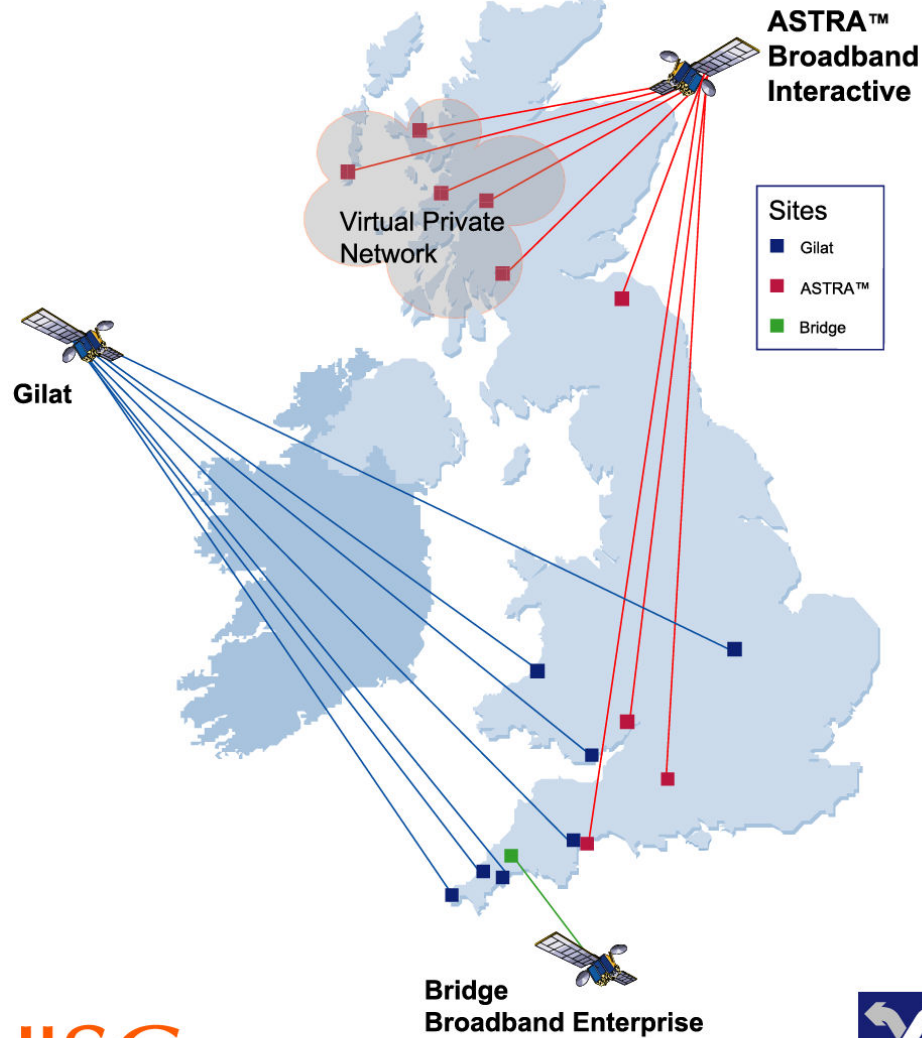 ASTRA™
Broadband
Interactive
Sites
Gilat
ASTRA™
Bridge
Virtual Private
Network
Gilat
Bridge
Broadband Enterprise